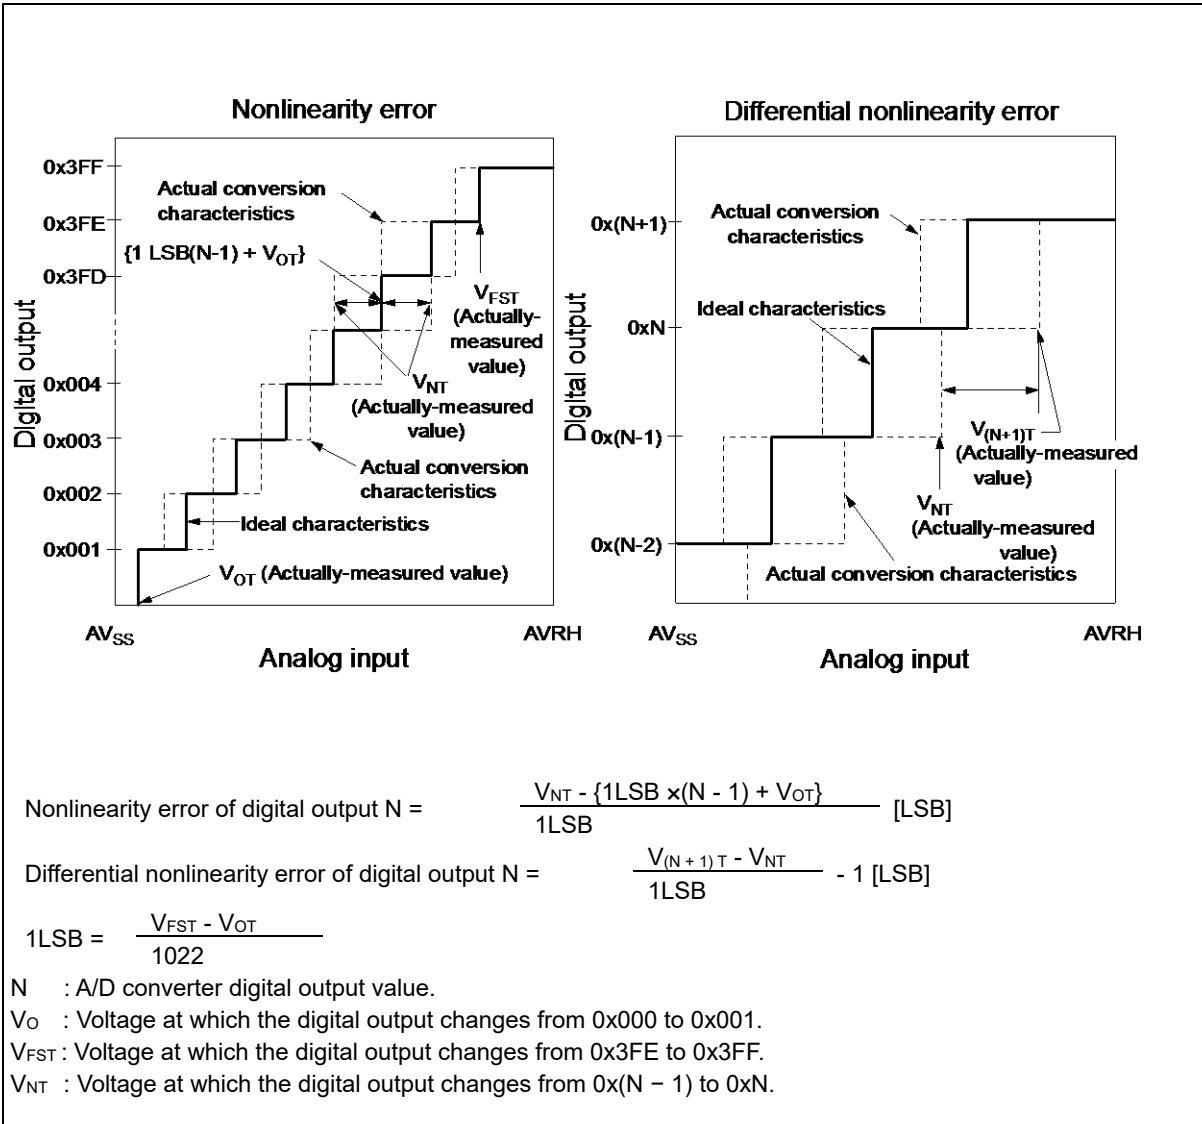 Nonlinearity error
0x3FF
0x3FE
0x3FD
0x004
0x003
0x002
0x001
Digital output
Actual conversion
characteristics
{1 LSB(N-1) + VOT}
VFST
(Actually-
measured
value)
VNT
(Actually-measured
value)
Actual conversion
characteristics
Ideal characteristics
VOT (Actually-measured value)
AVSS
AVRH
Analog input
Differential nonlinearity error
0x(N+1)
0xN
0x(N-1)
0x(N-2)
Digital output
Actual conversion
characteristics
Ideal characteristics
V(N+1)T
(Actually-measured
value)
VNT
(Actually-measured
value)
Actual conversion characteristics
AVSS
AVRH
Analog input
Nonlinearity error of digital output N =
VNT - {1LSB ×(N - 1) + VOT}
1LSB
[LSB]
Differential nonlinearity error of digital output N =
V(N + 1) T - VNT
1LSB
- 1 [LSB]
1LSB =
VFST - VOT
1022
N : A/D converter digital output value.
VO : Voltage at which the digital output changes from 0x000 to 0x001.
VFST : Voltage at which the digital output changes from 0x3FE to 0x3FF.
VNT : Voltage at which the digital output changes from 0x(N − 1) to 0xN.